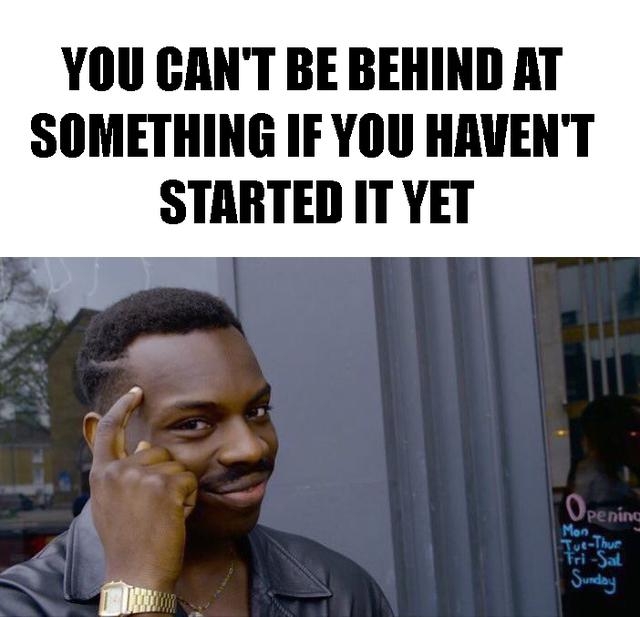 YOU CAN'T BE BEHIND AT
SOMETHING IF YOU HAVEN'T
STARTED IT YET
Opening
Mon
Tue-Thur
Fri-Sat
Sunday